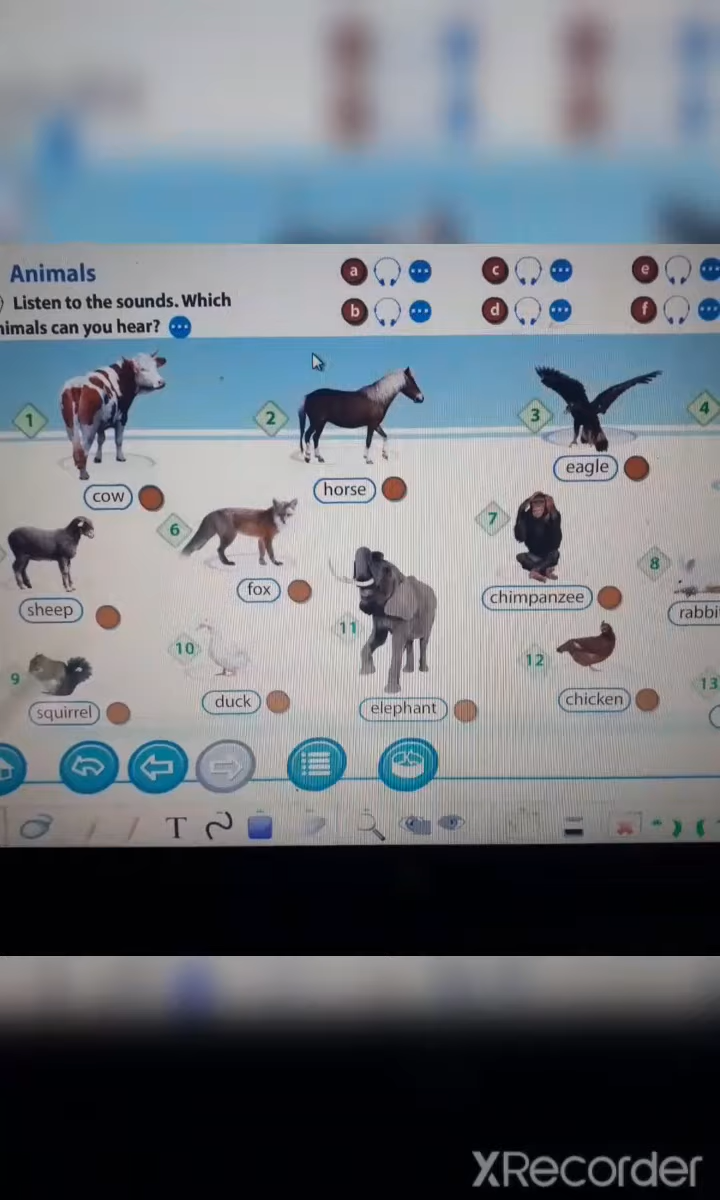 Animals
Listen to the sounds. Which
nimals can you hear?
a
c
e
b
d
f
1
2
3
4
cow
horse
eagle
6
7
8
sheep
fox
chimpanzee
rabbi
9
10
11
12
13
squirrel
duck
elephant
chicken
T
XRecorder